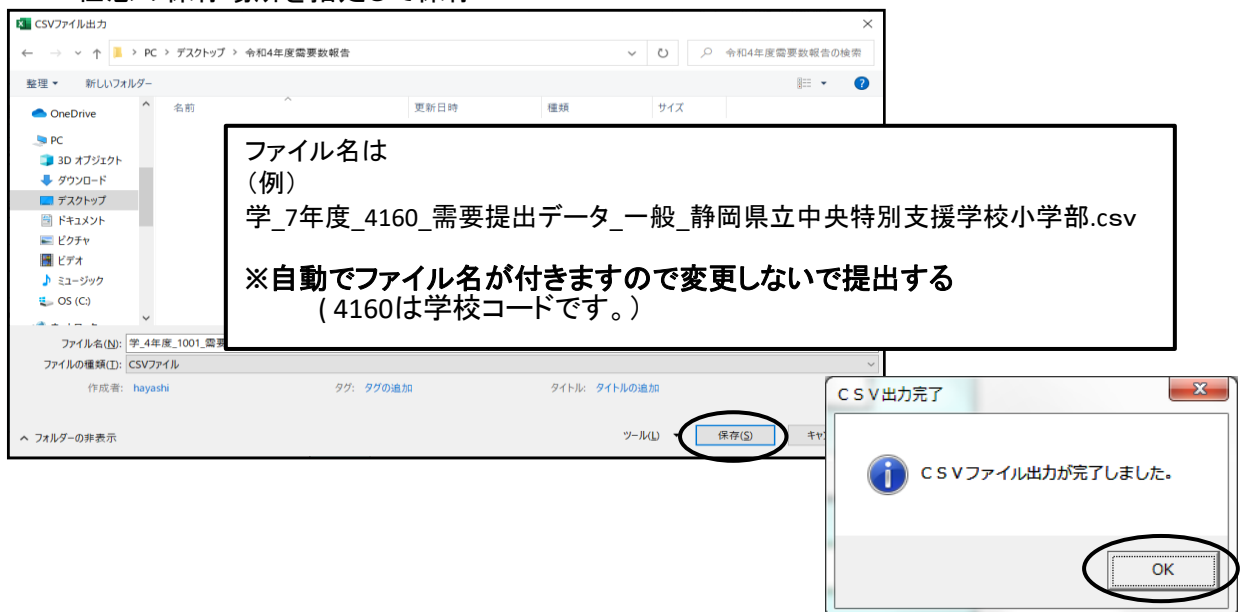 CSVファイル出力
PC > デスクトップ > 令和4年度需要数報告
令和4年度需要数報告の検索
整理 新しいフォルダー
名前 更新日時 種類 サイズ
OneDrive
PC
3D オブジェクト
ダウンロード
デスクトップ
ドキュメント
ピクチャ
ビデオ
ミュージック
OS (C:)
ファイル名は
（例）
学_7年度_4160_需要提出データ_一般_静岡県立中央特別支援学校小学部.csv
※自動でファイル名が付きますので変更しないで提出する
( 4160は学校コードです。）
ファイル名(N): 学_4年度_1001_需要
ファイルの種類(T): CSVファイル
作成者: hayashi タグ: タグの追加 タイトル: タイトルの追加
フォルダーの非表示 ツール(L) 保存(S) キャ
ＣＳＶ出力完了
ＣＳＶファイル出力が完了しました。
OK